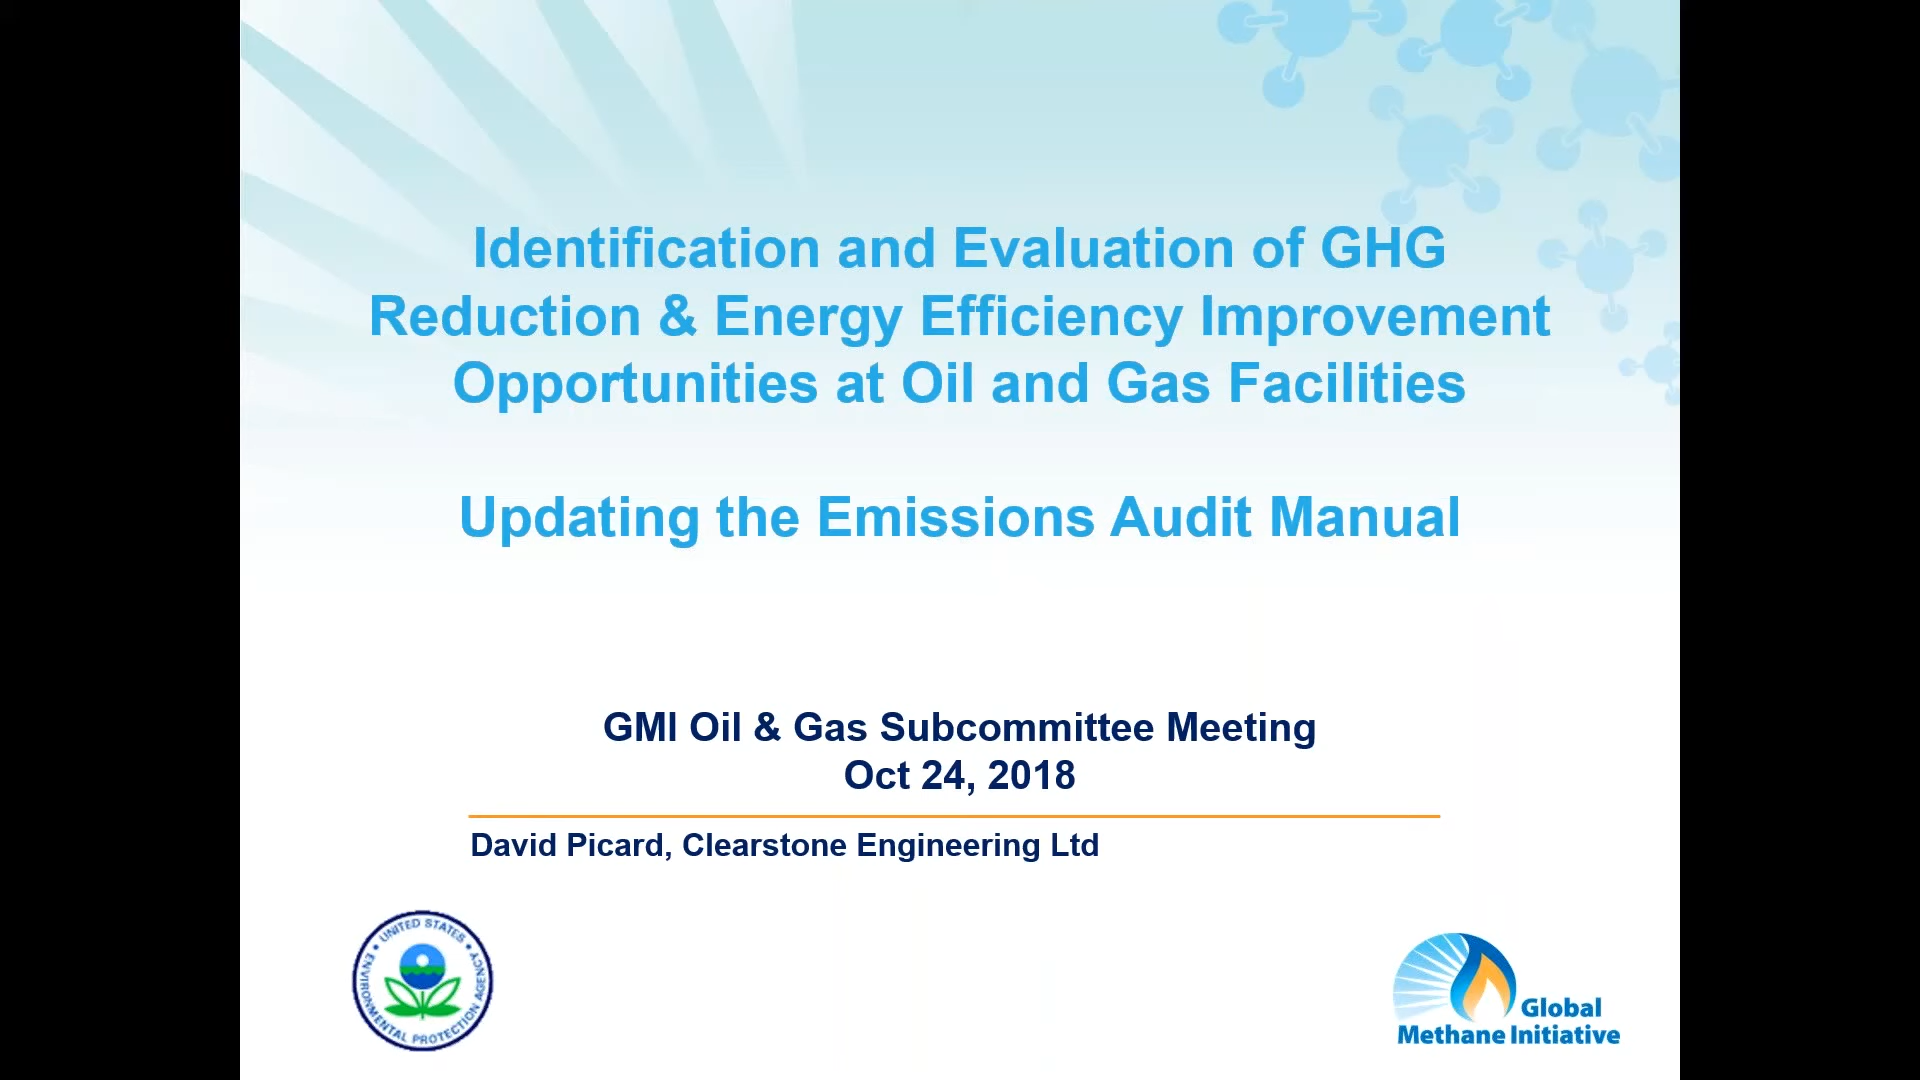 Identification and Evaluation of GHG
Reduction & Energy Efficiency Improvement
Opportunities at Oil and Gas Facilities
Updating the Emissions Audit Manual
GMI Oil & Gas Subcommittee Meeting
Oct 24, 2018
David Picard, Clearstone Engineering Ltd
UNITED STATES
ENVIRONMENTAL PROTECTION AGENCY
Global
Methane Initiative